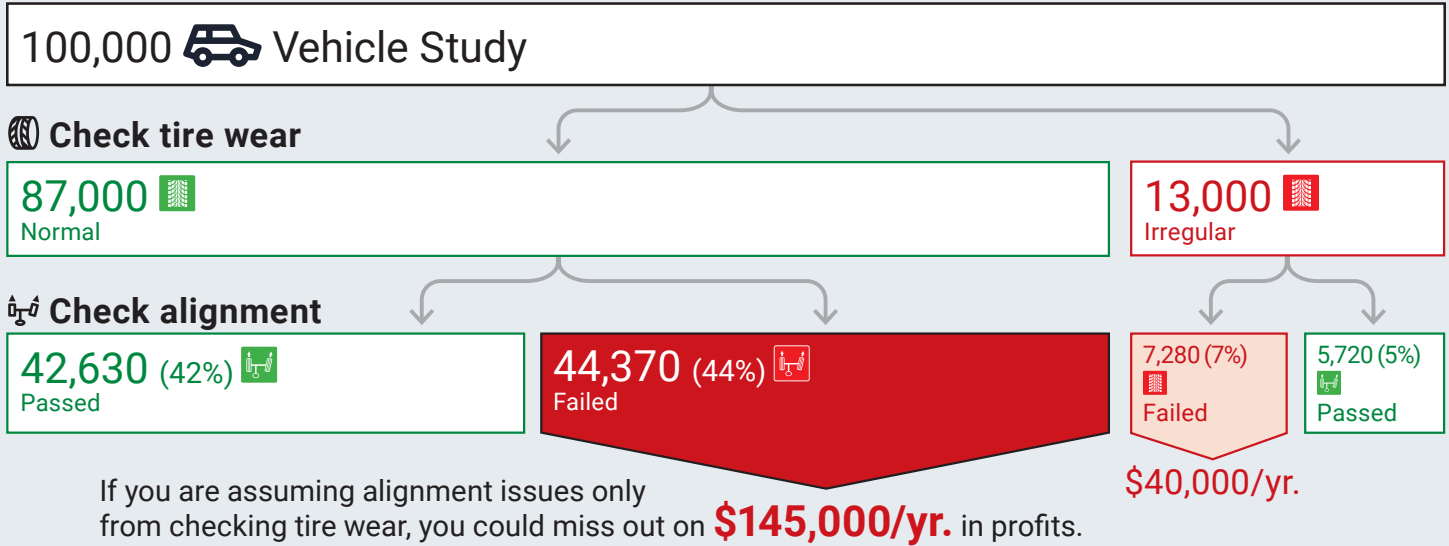 100,000 Vehicle Study
Check tire wear
87,000
Normal
13,000
Irregular
Check alignment
42,630 (42%)
Passed
44,370 (44%)
Failed
7,280 (7%)
Failed
5,720 (5%)
Passed
$40,000/yr.
If you are assuming alignment issues only
from checking tire wear, you could miss out on $145,000/yr. in profits.